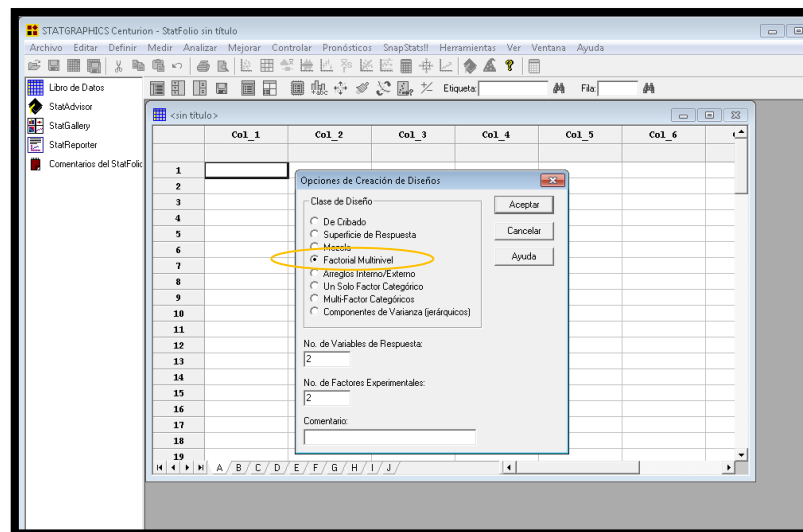 STATGRAPHICS Centurion - StatFolio sin título
Archivo Editar Definir Medir Analizar Mejorar Controlar Pronósticos SnapStats!! Herramientas Ver Ventana Ayuda
Etiqueta: Fila:
Libro de Datos
StatAdvisor
StatGallery
StatReporter
Comentarios del StatFolio
<sin título>
Col_1 Col_2 Col_3 Col_4 Col_5 Col_6
1
2
3
4
5
6
7
8
9
10
11
12
13
14
15
16
17
18
19
A B C D E F G H I J
Opciones de Creación de Diseños
Clase de Diseño
De Cribado
Superficie de Respuesta
Mezcla
Factorial Multinivel
Arreglos Interno/Externo
Un Solo Factor Categórico
Multi-Factor Categóricos
Componentes de Varianza (jerárquicos)
Aceptar
Cancelar
Ayuda
No. de Variables de Respuesta:
2
No. de Factores Experimentales:
2
Comentario: